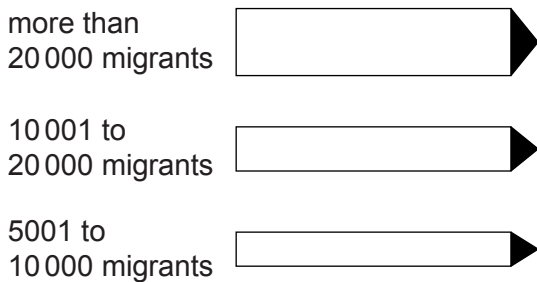 more than
20 000 migrants
10 001 to
20 000 migrants
5001 to
10 000 migrants